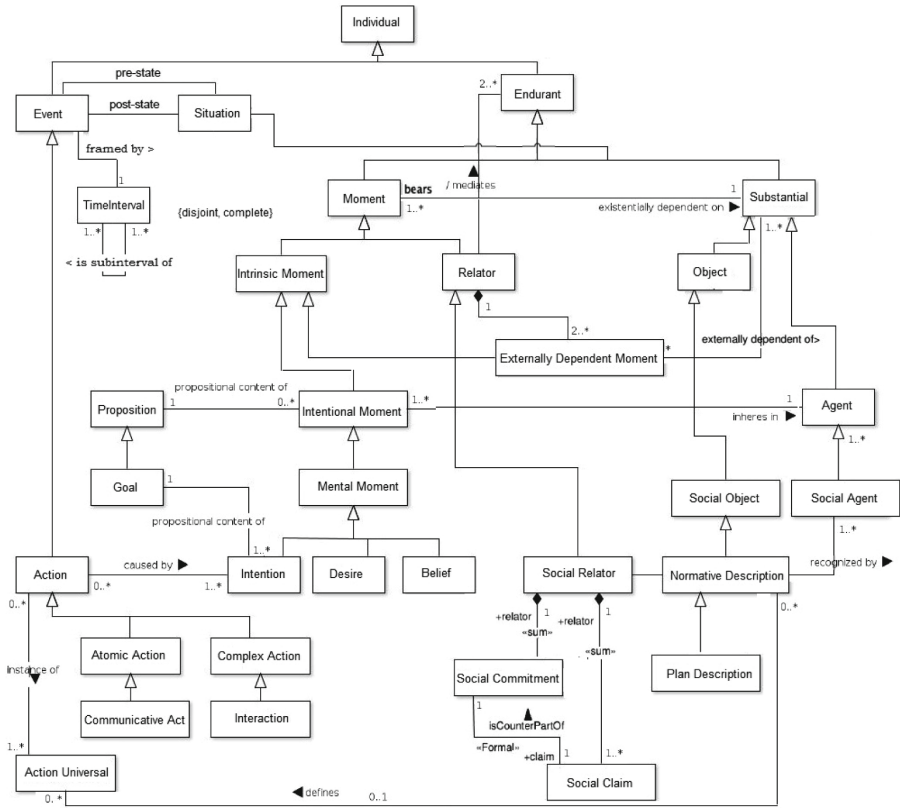 Individual
pre-state
2..*
Endurant
Event
post-state
Situation
framed by >
1
/ mediates
TimeInterval
{disjoint, complete}
Moment
bears
1..*
1
existentially dependent on
Substantial
1..*
1..*
1..*
< is subinterval of
Intrinsic Moment
Relator
Object
1
2..*
externally dependent of>
Externally Dependent Moment
*
propositional content of
Proposition
1
0..*
Intentional Moment
1..*
1
inheres in
Agent
1..*
Goal
1
Mental Moment
Social Object
Social Agent
propositional content of
1..*
1..*
Action
caused by
0..*
1..*
Intention
Desire
Belief
Social Relator
Normative Description
recognized by
0..*
0..*
1
1
+relator
+relator
«sum»
«sum»
Atomic Action
Complex Action
instance of
Social Commitment
Plan Description
Communicative Act
Interaction
1
isCounterPartOf
«Formal»
+claim
1
1..*
1..*
Action Universal
Social Claim
0..*
defines
0..1